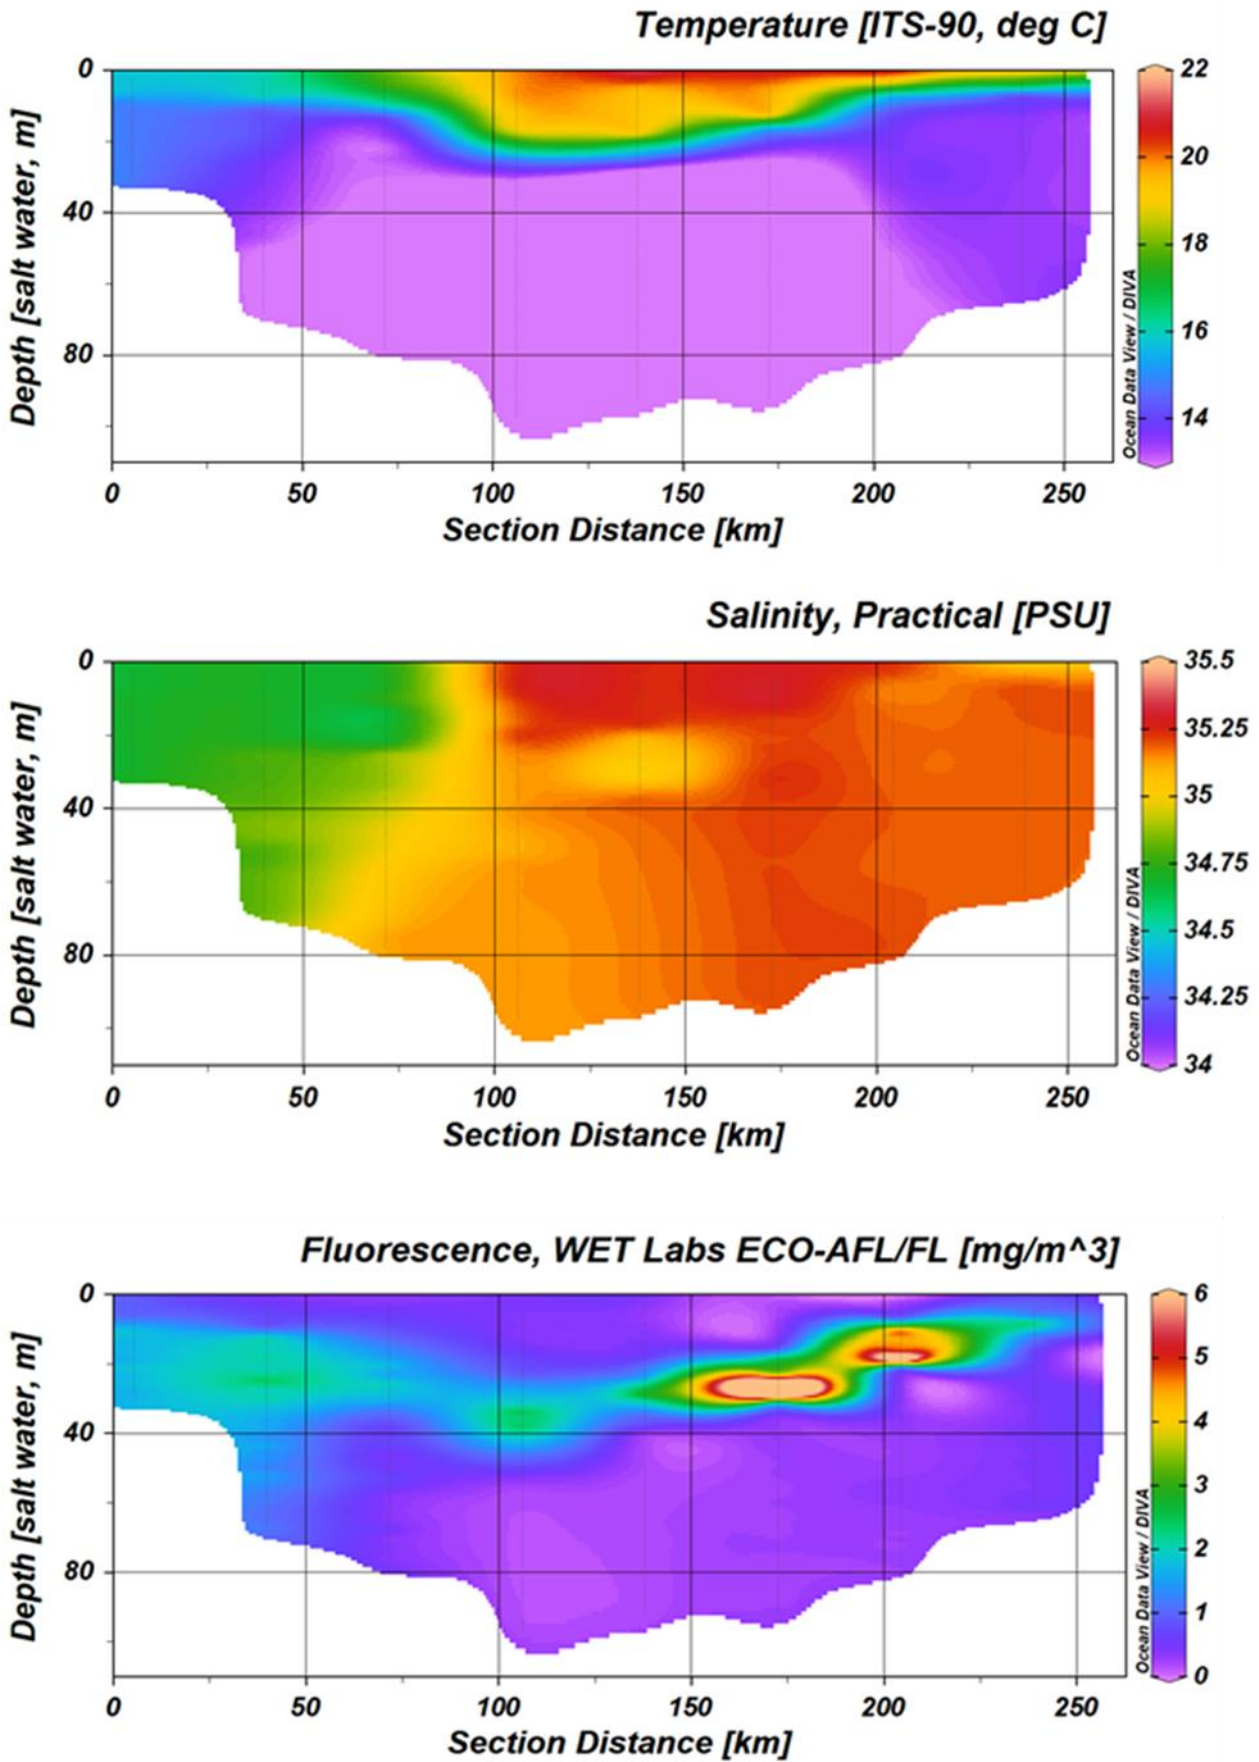 Temperature [ITS-90, deg C]
0
40
80
Depth [salt water, m]
0 50 100 150 200 250
Section Distance [km]
22
20
18
16
14
Ocean Data View / DIVA
Salinity, Practical [PSU]
0
40
80
Depth [salt water, m]
0 50 100 150 200 250
Section Distance [km]
35.5
35.25
35
34.75
34.5
34.25
34
Ocean Data View / DIVA
Fluorescence, WET Labs ECO-AFL/FL [mg/m^3]
0
40
80
Depth [salt water, m]
0 50 100 150 200 250
Section Distance [km]
6
5
4
3
2
1
0
Ocean Data View / DIVA